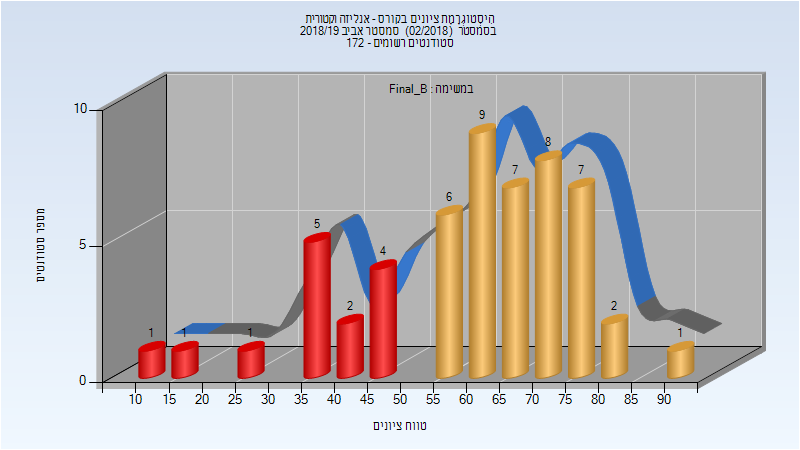 היסטוגרמת ציונים בקורס - אנליזה וקטורית
בסמסטר (02/2018) סמסטר אביב 2018/19
סטודנטים רשומים - 172
במשימה : Final_B
מספר סטודנטים
10
5
0
1
1
1
5
2
4
6
9
7
8
7
2
1
10 15 20 25 30 35 40 45 50 55 60 65 70 75 80 85 90
טווח ציונים